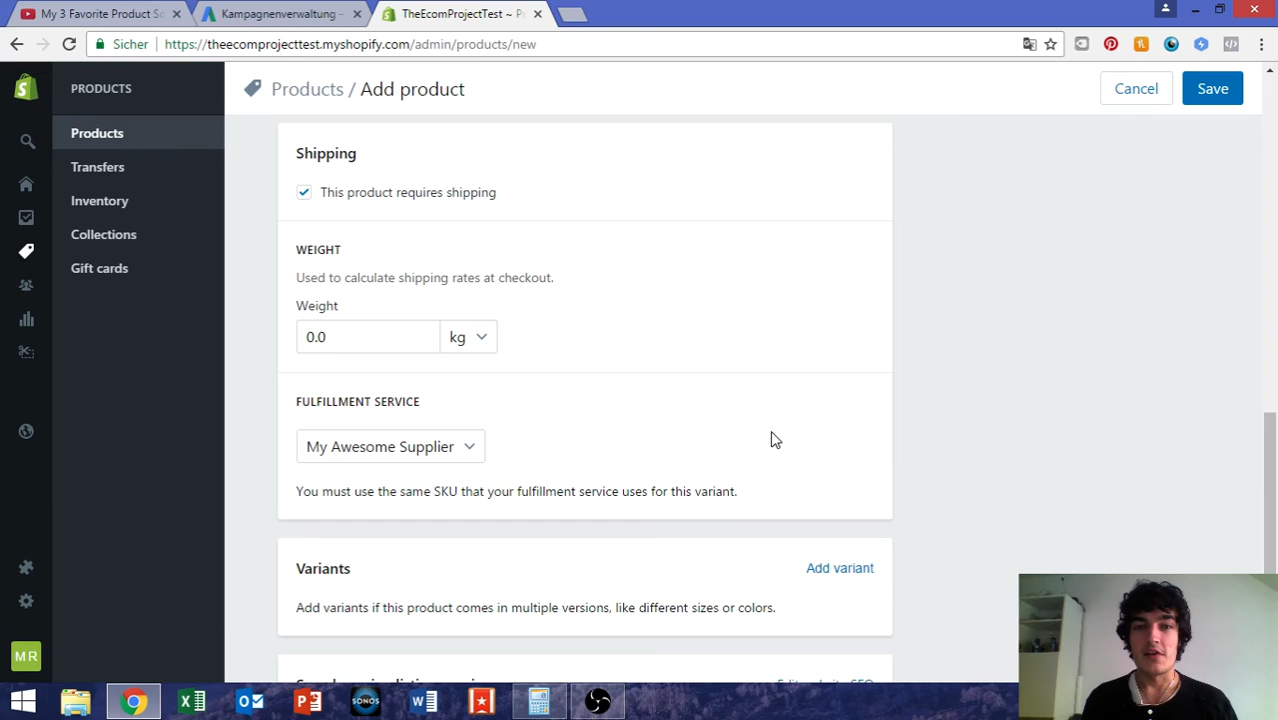 My 3 Favorite Product So
Kampagnenverwaltung -
TheEcomProjectTest ~ P
Sicher
https://theecomprojecttest.myshopify.com/admin/products/new
PRODUCTS
Products / Add product
Cancel
Save
Products
Transfers
Inventory
Collections
Gift cards
Shipping
This product requires shipping
WEIGHT
Used to calculate shipping rates at checkout.
Weight
0.0
kg
FULFILLMENT SERVICE
My Awesome Supplier
You must use the same SKU that your fulfillment service uses for this variant.
Variants
Add variant
Add variants if this product comes in multiple versions, like different sizes or colors.
MR
SONOS